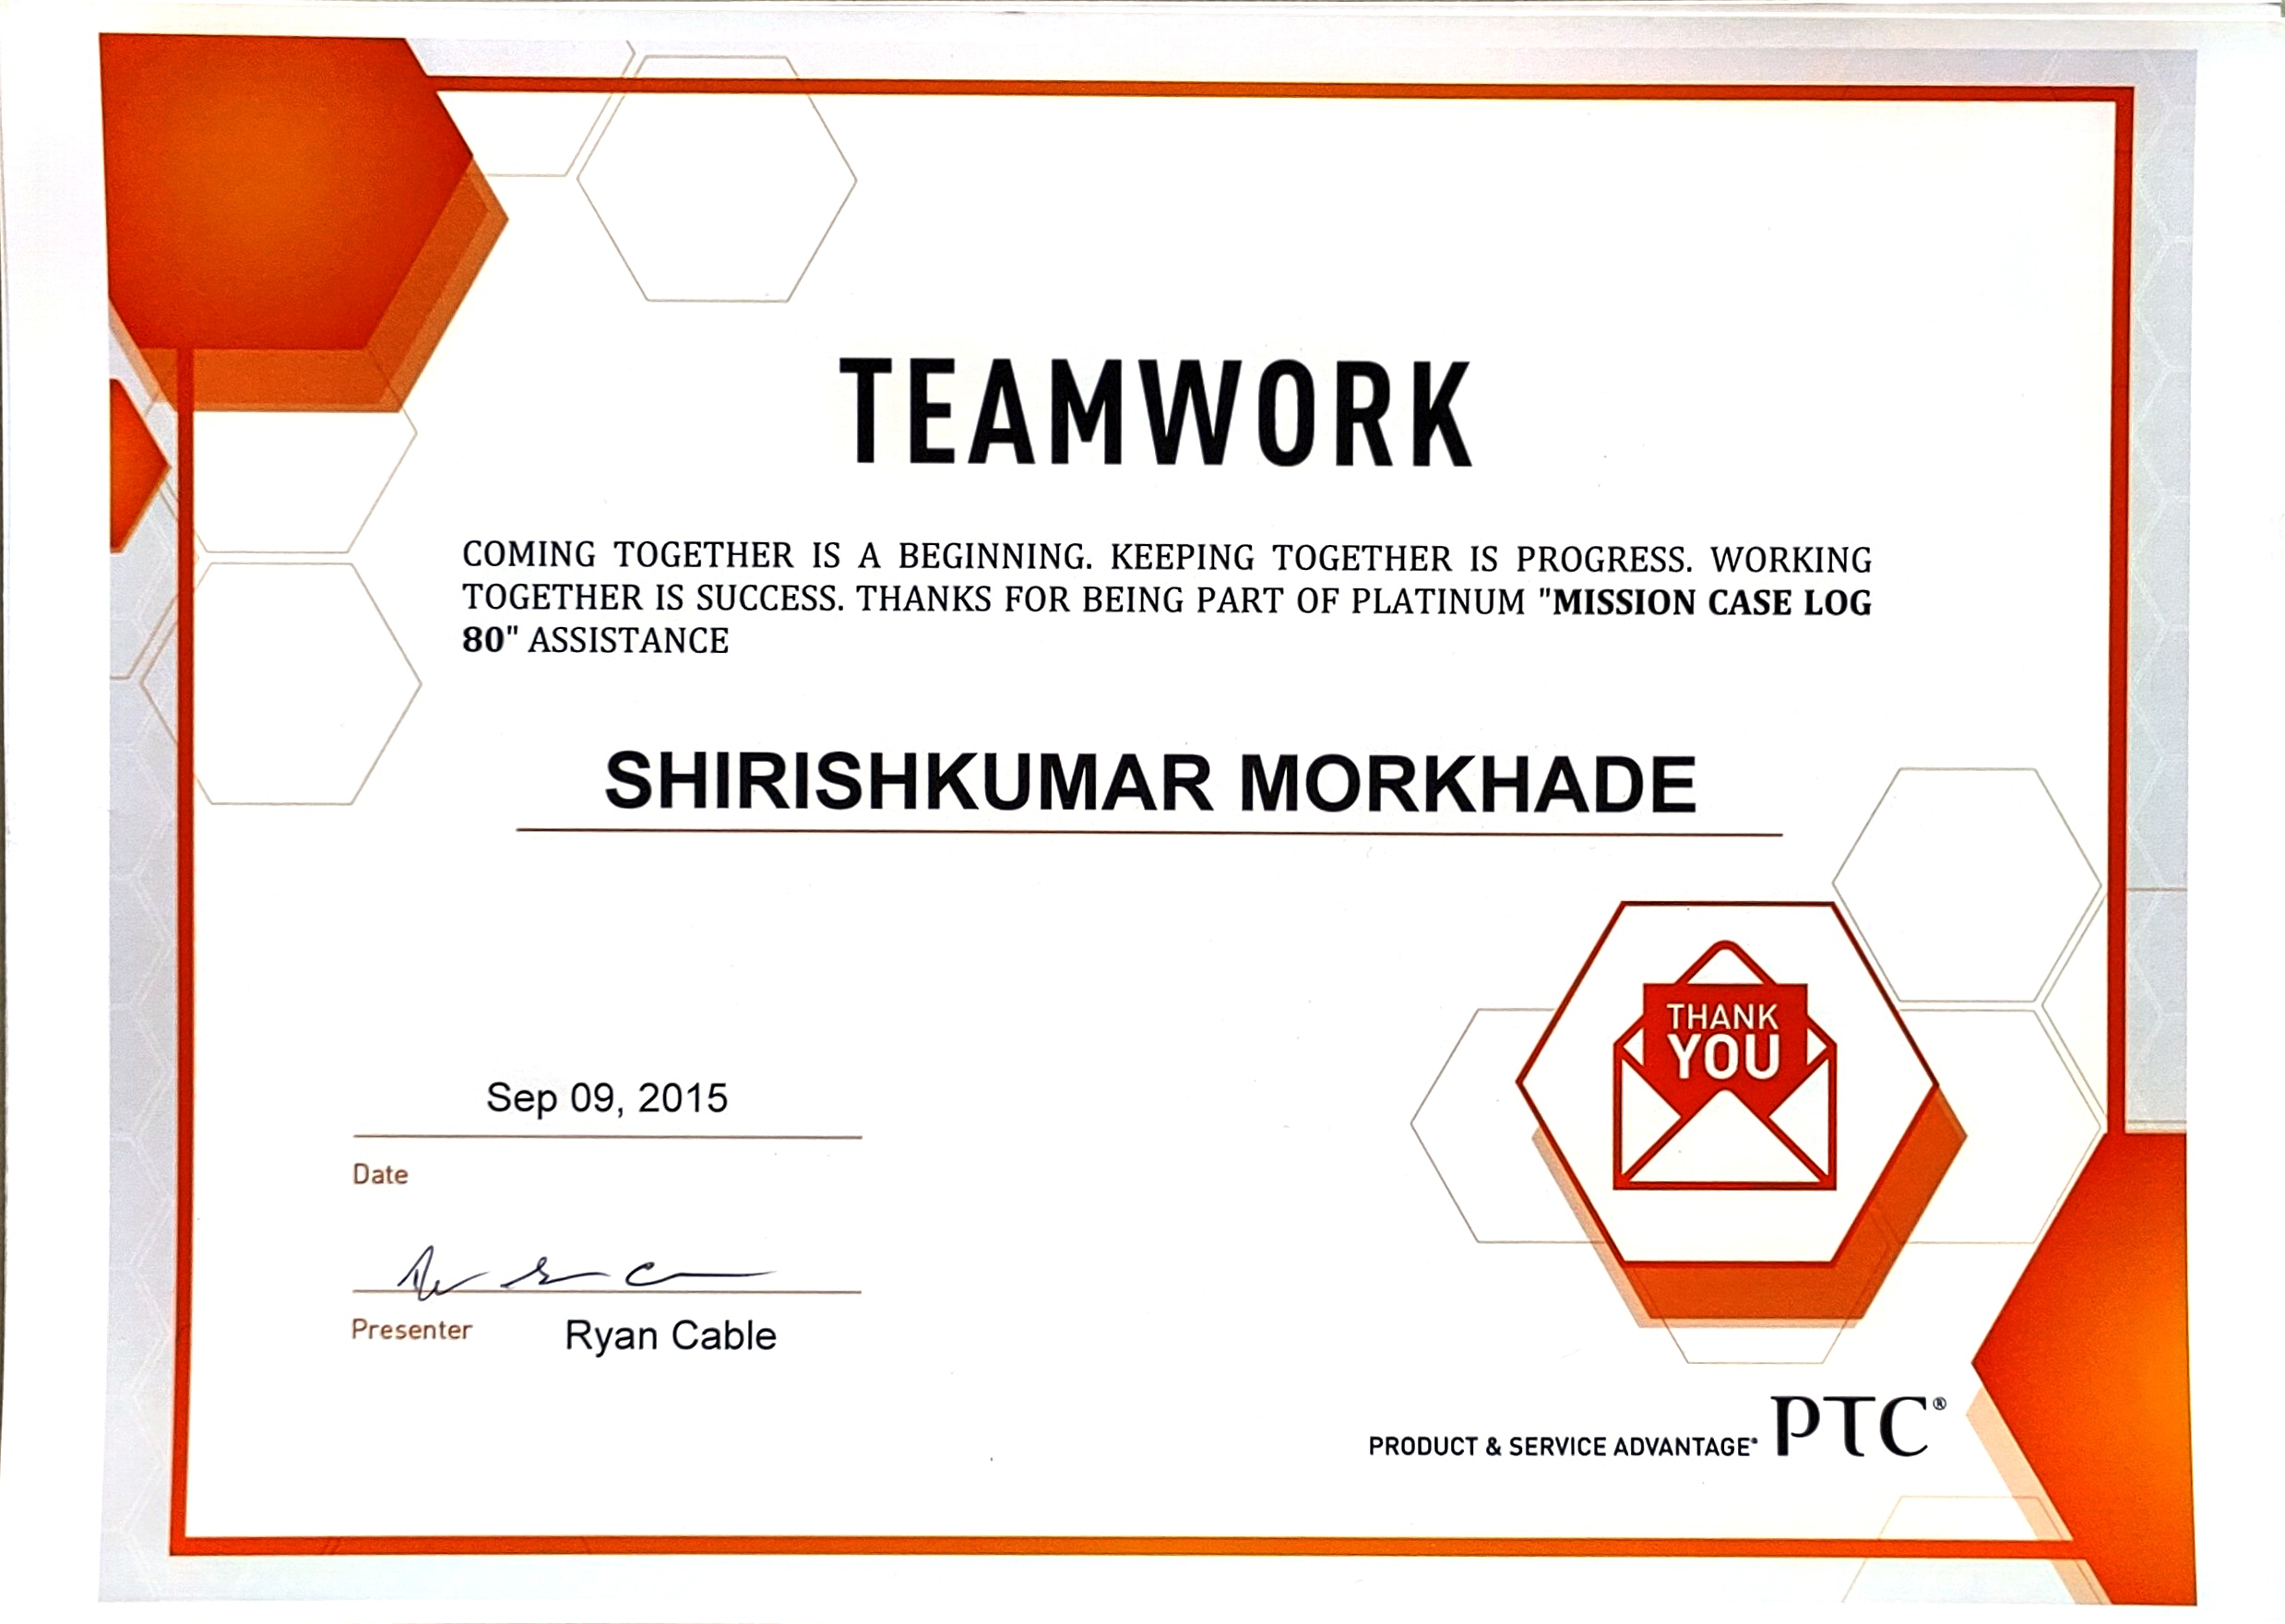 TEAMWORK
COMING TOGETHER IS A BEGINNING. KEEPING TOGETHER IS PROGRESS. WORKING
TOGETHER IS SUCCESS. THANKS FOR BEING PART OF PLATINUM "MISSION CASE LOG
80" ASSISTANCE
SHIRISHKUMAR MORKHADE
THANK
YOU
Sep 09, 2015
Date
Presenter Ryan Cable
PRODUCT & SERVICE ADVANTAGE® PTC®